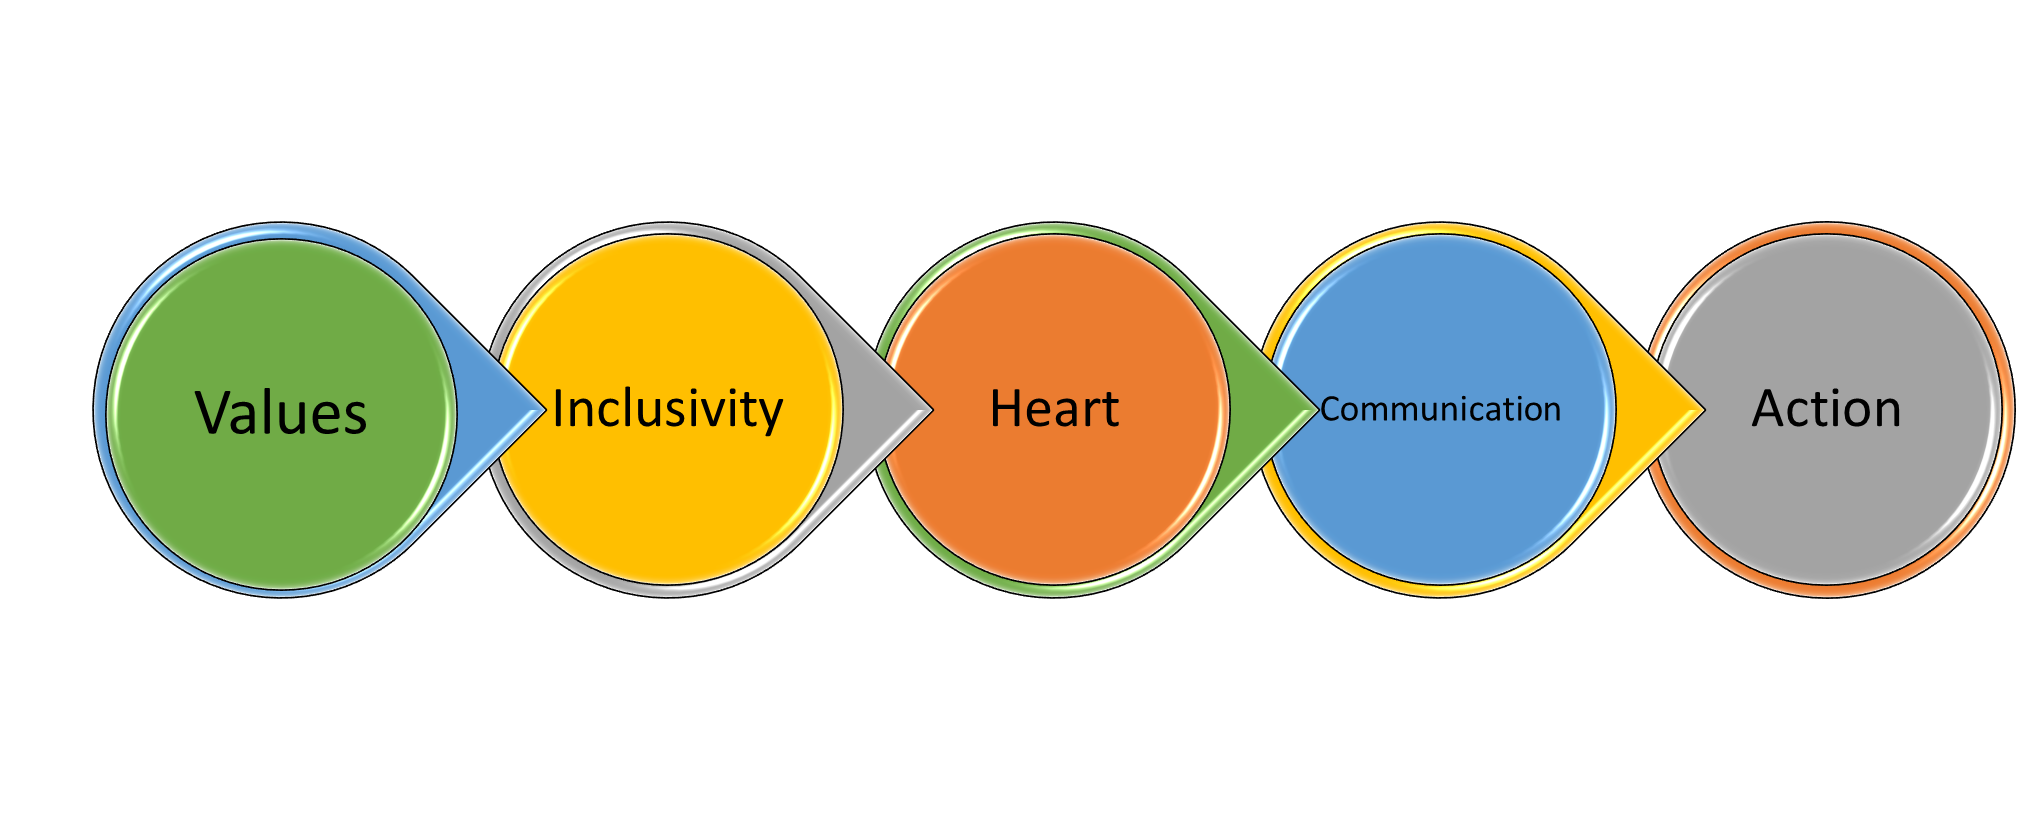 Values
Inclusivity
Heart
Communication
Action